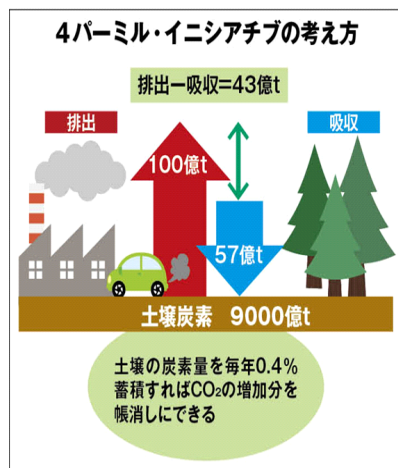 4パーミル・イニシアチブの考え方
排出ー吸収=43億t
排出
吸収
100億t
57億t
土壌炭素 9000億t
土壌の炭素量を毎年0.4%
蓄積すればCO₂の増加分を
帳消しにできる